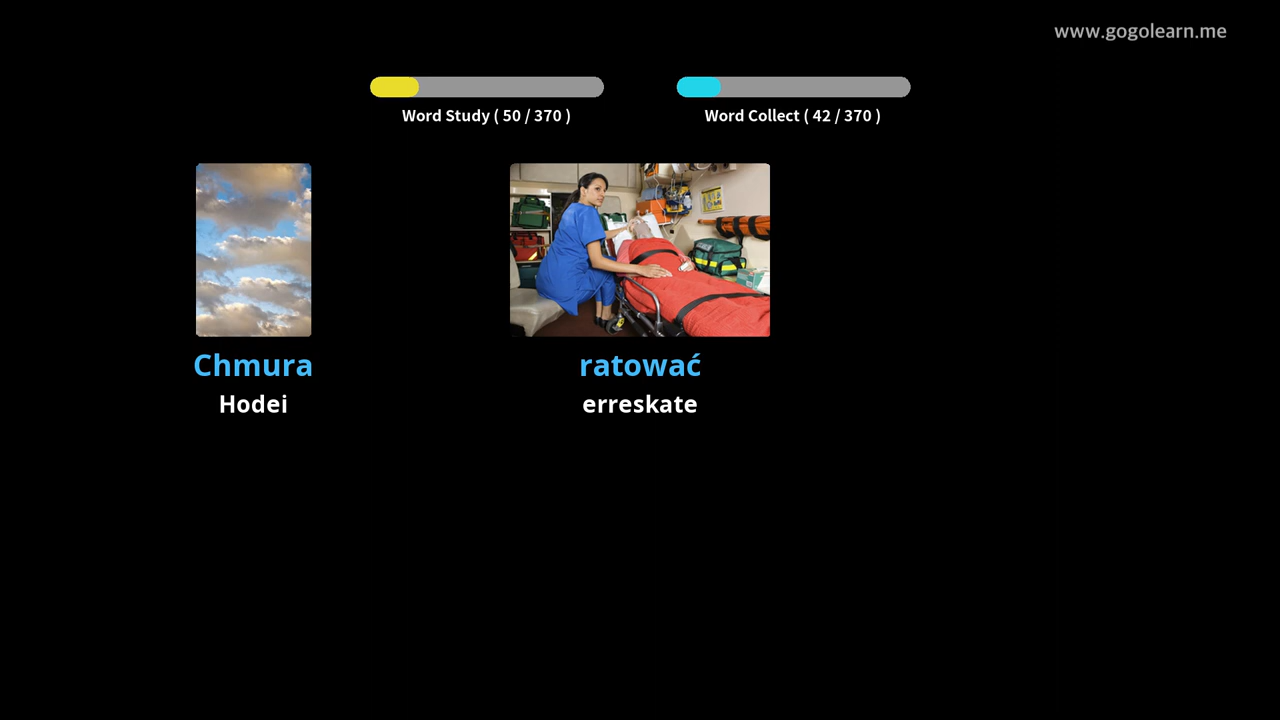 www.gogolearn.me
Word Study ( 50 / 370 )
Word Collect ( 42 / 370 )
Chmura
Hodei
ratować
erreskate